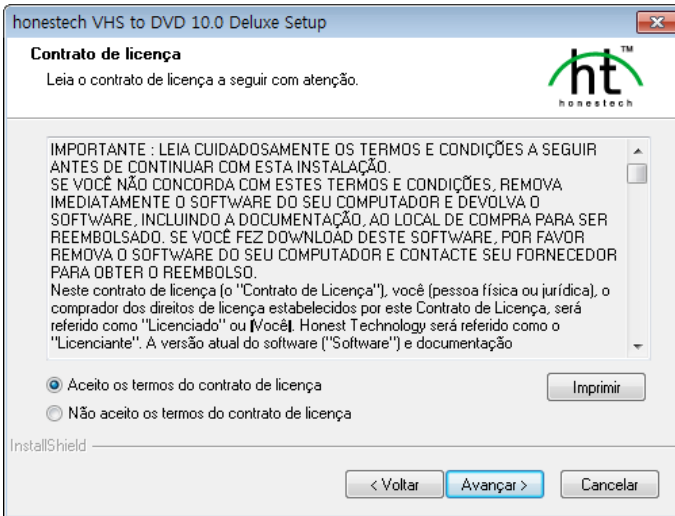 honestech VHS to DVD 10.0 Deluxe Setup
Contrato de licença
Leia o contrato de licença a seguir com atenção.
ht™
honestech
IMPORTANTE : LEIA CUIDADOSAMENTE OS TERMOS E CONDIÇÕES A SEGUIR
ANTES DE CONTINUAR COM ESTA INSTALAÇÃO.
SE VOCÊ NÃO CONCORDA COM ESTES TERMOS E CONDIÇÕES, REMOVA
IMEDIATAMENTE O SOFTWARE DO SEU COMPUTADOR E DEVOLVA O
SOFTWARE, INCLUINDO A DOCUMENTAÇÃO, AO LOCAL DE COMPRA PARA SER
REEMBOLSADO. SE VOCÊ FEZ DOWNLOAD DESTE SOFTWARE, POR FAVOR
REMOVA O SOFTWARE DO SEU COMPUTADOR E CONTACTE SEU FORNECEDOR
PARA OBTER O REEMBOLSO.
Neste contrato de licença (o "Contrato de Licença"), você (pessoa física ou jurídica), o
comprador dos direitos de licença estabelecidos por este Contrato de Licença, será
referido como "Licenciado" ou |Você|. Honest Technology será referido como o
"Licenciante". A versão atual do software ("Software") e documentação
Aceito os termos do contrato de licença
Imprimir
Não aceito os termos do contrato de licença
InstallShield
< Voltar
Avançar >
Cancelar